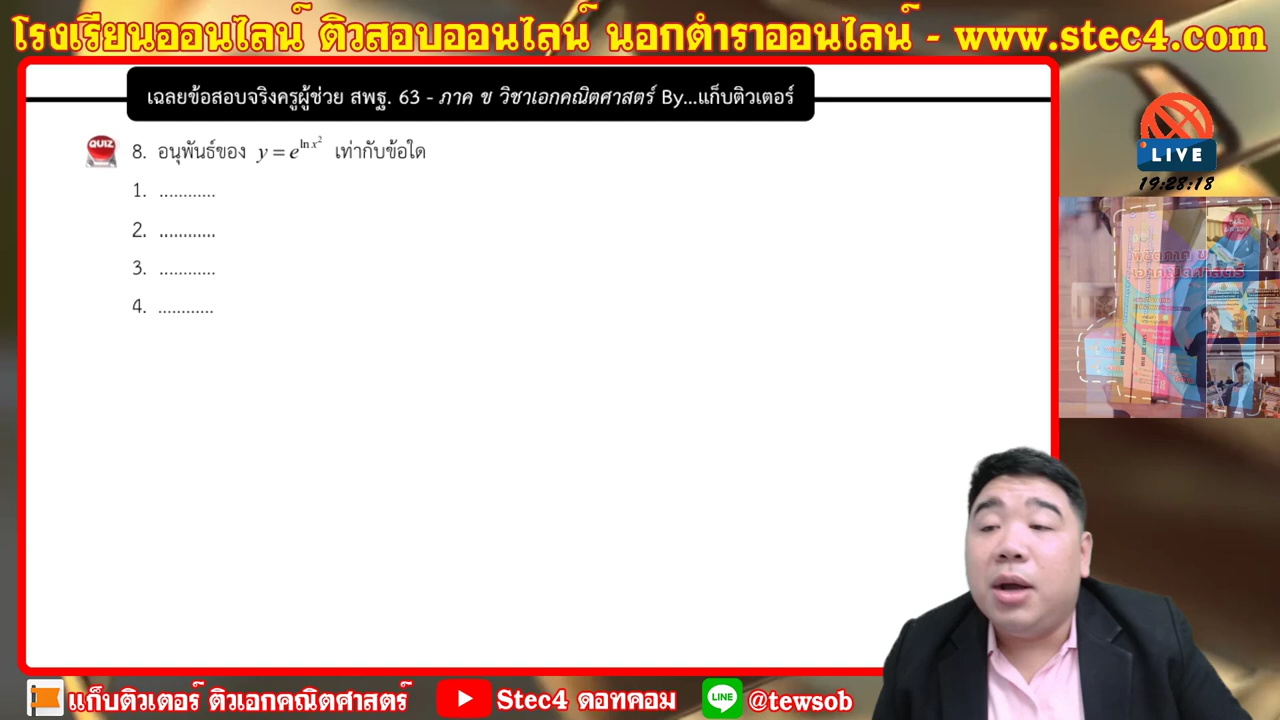 โรงเรียนออนไลน์ ติวสอบออนไลน์ นอกตำราออนไลน์ - www.stec4.com
เฉลยข้อสอบจริงครูผู้ช่วย สพฐ. 63 - ภาค ข วิชาเอกคณิตศาสตร์ By...แก็บติวเตอร์
QUIZ
8. อนุพันธ์ของ y = e^{ln x^2} เท่ากับข้อใด
1. ............
2. ............
3. ............
4. ............
LIVE
19:28:18
แก็บติวเตอร์ ติวเอกคณิตศาสตร์
Stec4 ดอทคอม
LINE
@tewsob